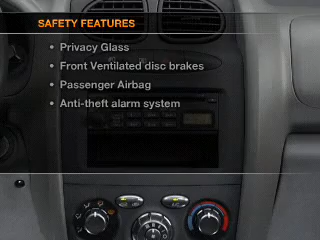 SAFETY FEATURES
• Privacy Glass
• Front Ventilated disc brakes
• Passenger Airbag
• Anti-theft alarm system